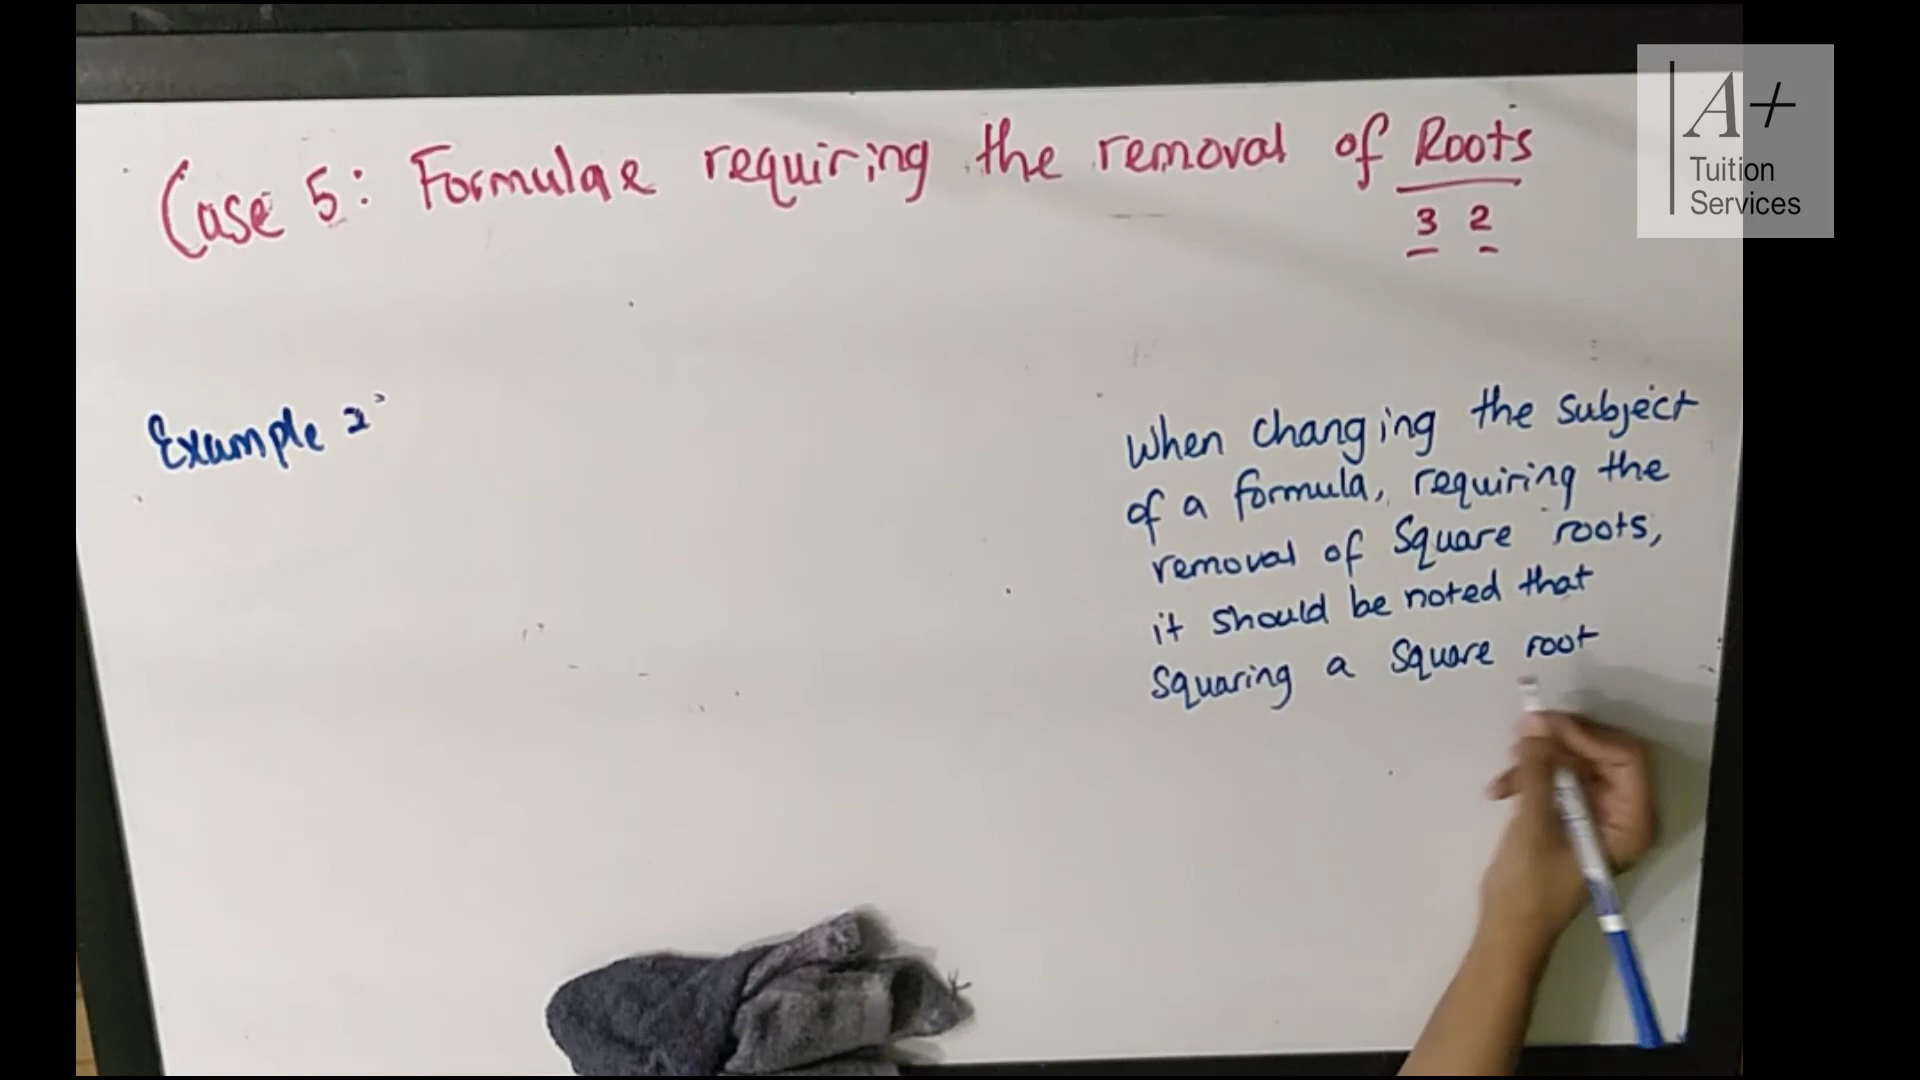 Case 5: Formulae requiring the removal of Roots
3 2
Example 2
When changing the subject
of a formula, requiring the
removal of Square roots,
it should be noted that
Squaring a Square root
A+
Tuition
Services